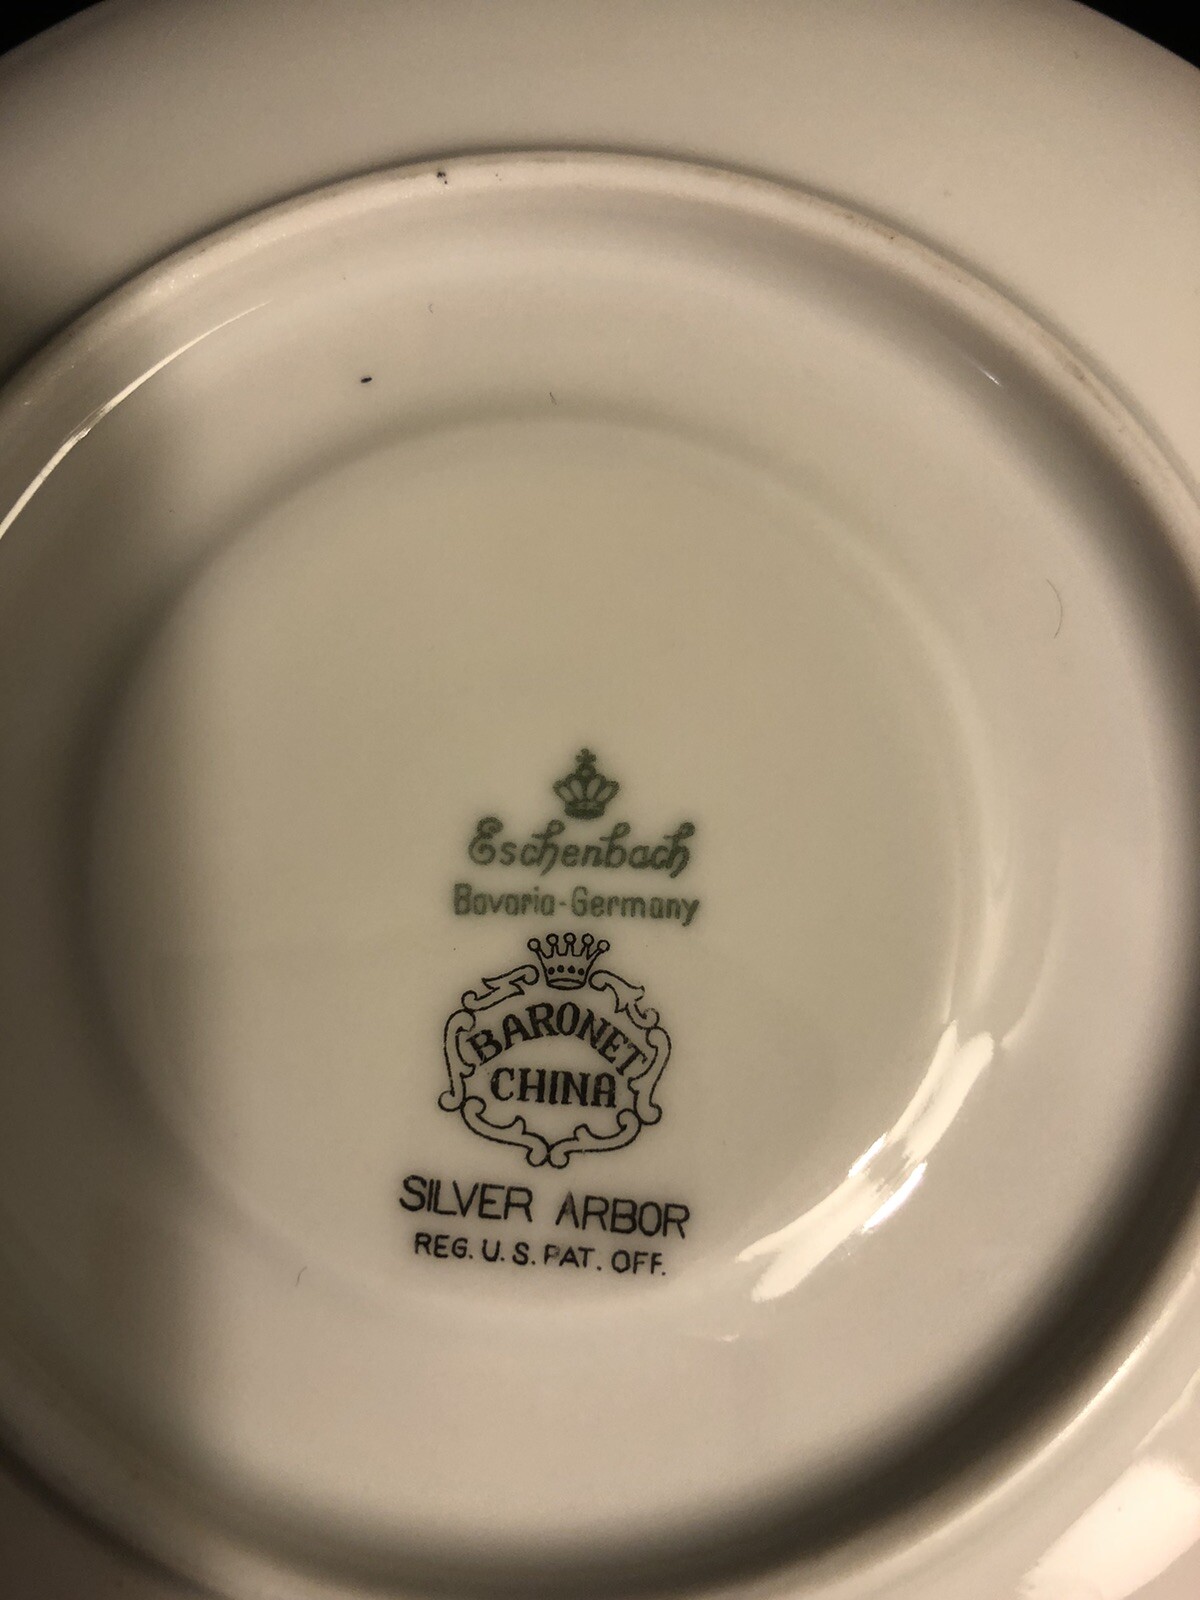 Eschenbach
Bavaria-Germany
BARONET
CHINA
SILVER ARBOR
REG. U. S. PAT. OFF.